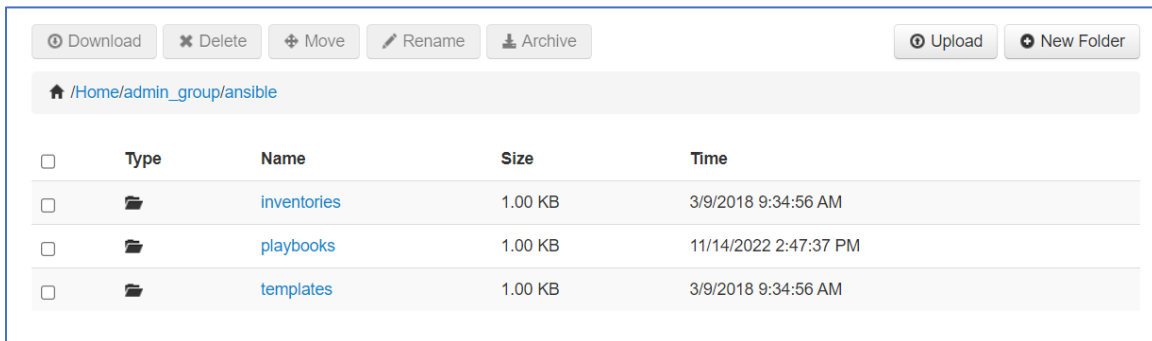 Download Delete Move Rename Archive Upload New Folder
/Home/admin_group/ansible
Type Name Size Time
inventories 1.00 KB 3/9/2018 9:34:56 AM
playbooks 1.00 KB 11/14/2022 2:47:37 PM
templates 1.00 KB 3/9/2018 9:34:56 AM